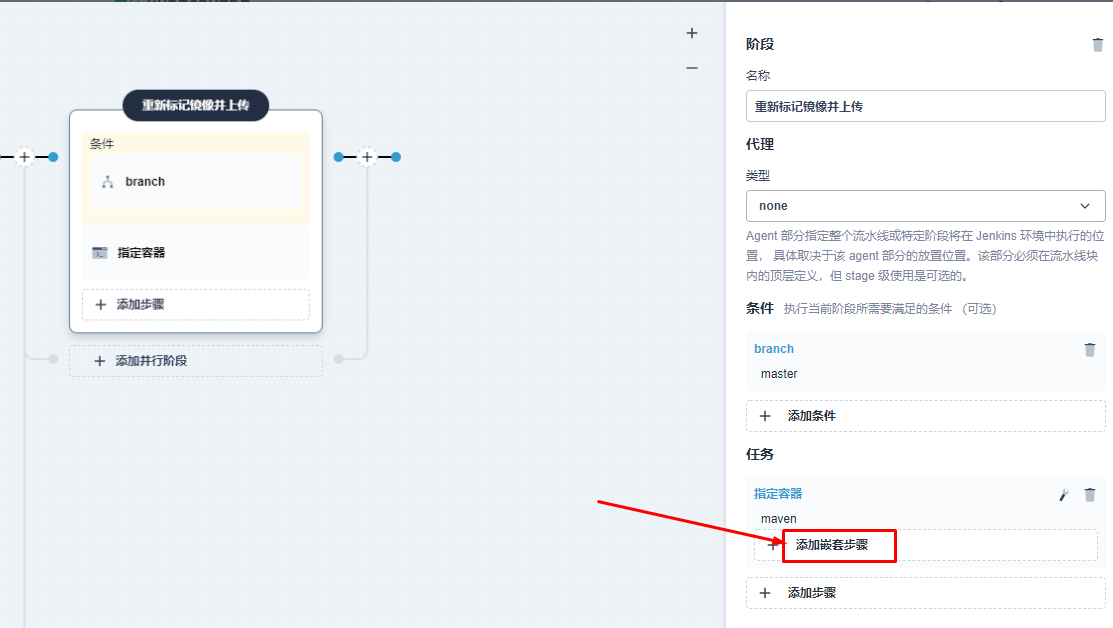 重新标记镜像并上传
条件
branch
指定容器
添加步骤
添加并行阶段
阶段
名称
重新标记镜像并上传
代理
类型
none
Agent 部分指定整个流水线或特定阶段将在 Jenkins 环境中执行的位
置， 具体取决于该 agent 部分的放置位置。该部分必须在流水线块
内的顶层定义，但 stage 级使用是可选的。
条件 执行当前阶段所需要满足的条件 （可选）
branch
master
添加条件
任务
指定容器
maven
添加嵌套步骤
添加步骤